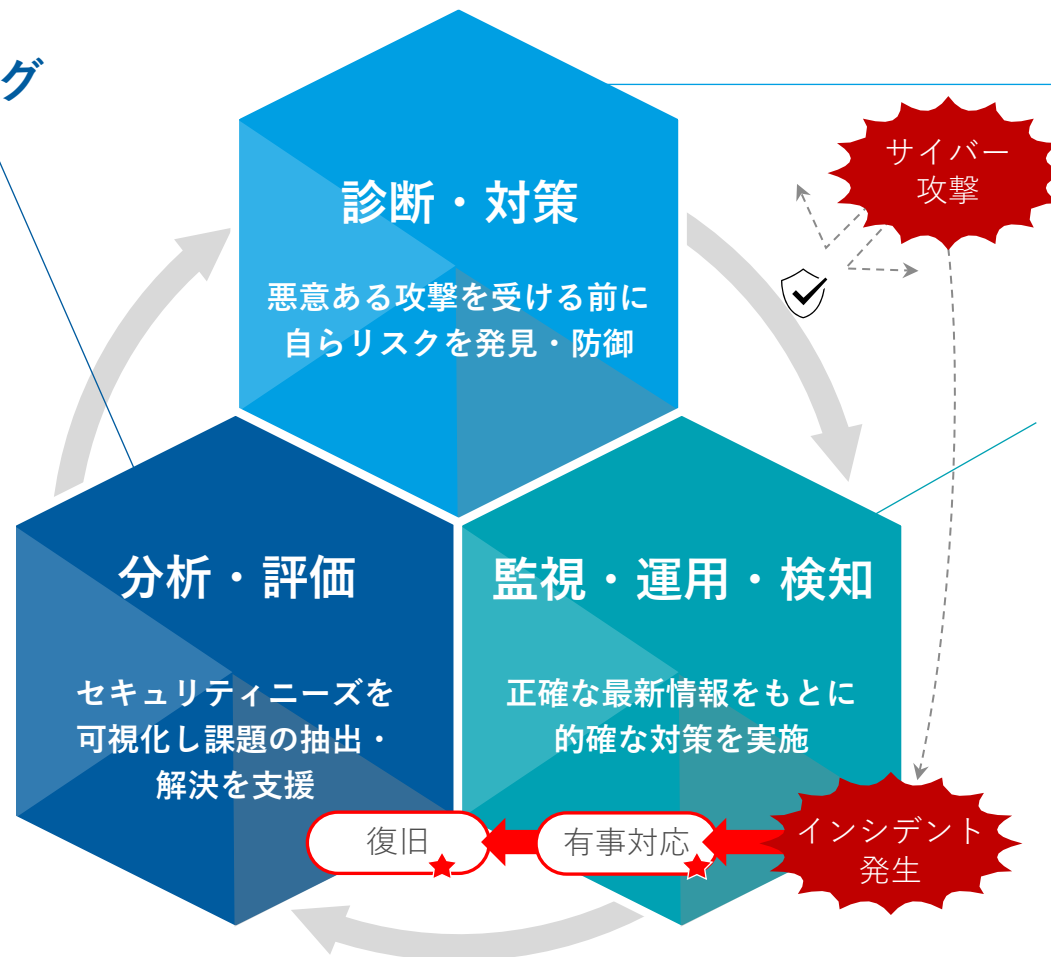 グ
サイバー
攻撃
診断・対策
悪意ある攻撃を受ける前に
自らリスクを発見・防御
分析・評価
セキュリティニーズを
可視化し課題の抽出・
解決を支援
監視・運用・検知
正確な最新情報をもとに
的確な対策を実施
復旧
有事対応
インシデント
発生